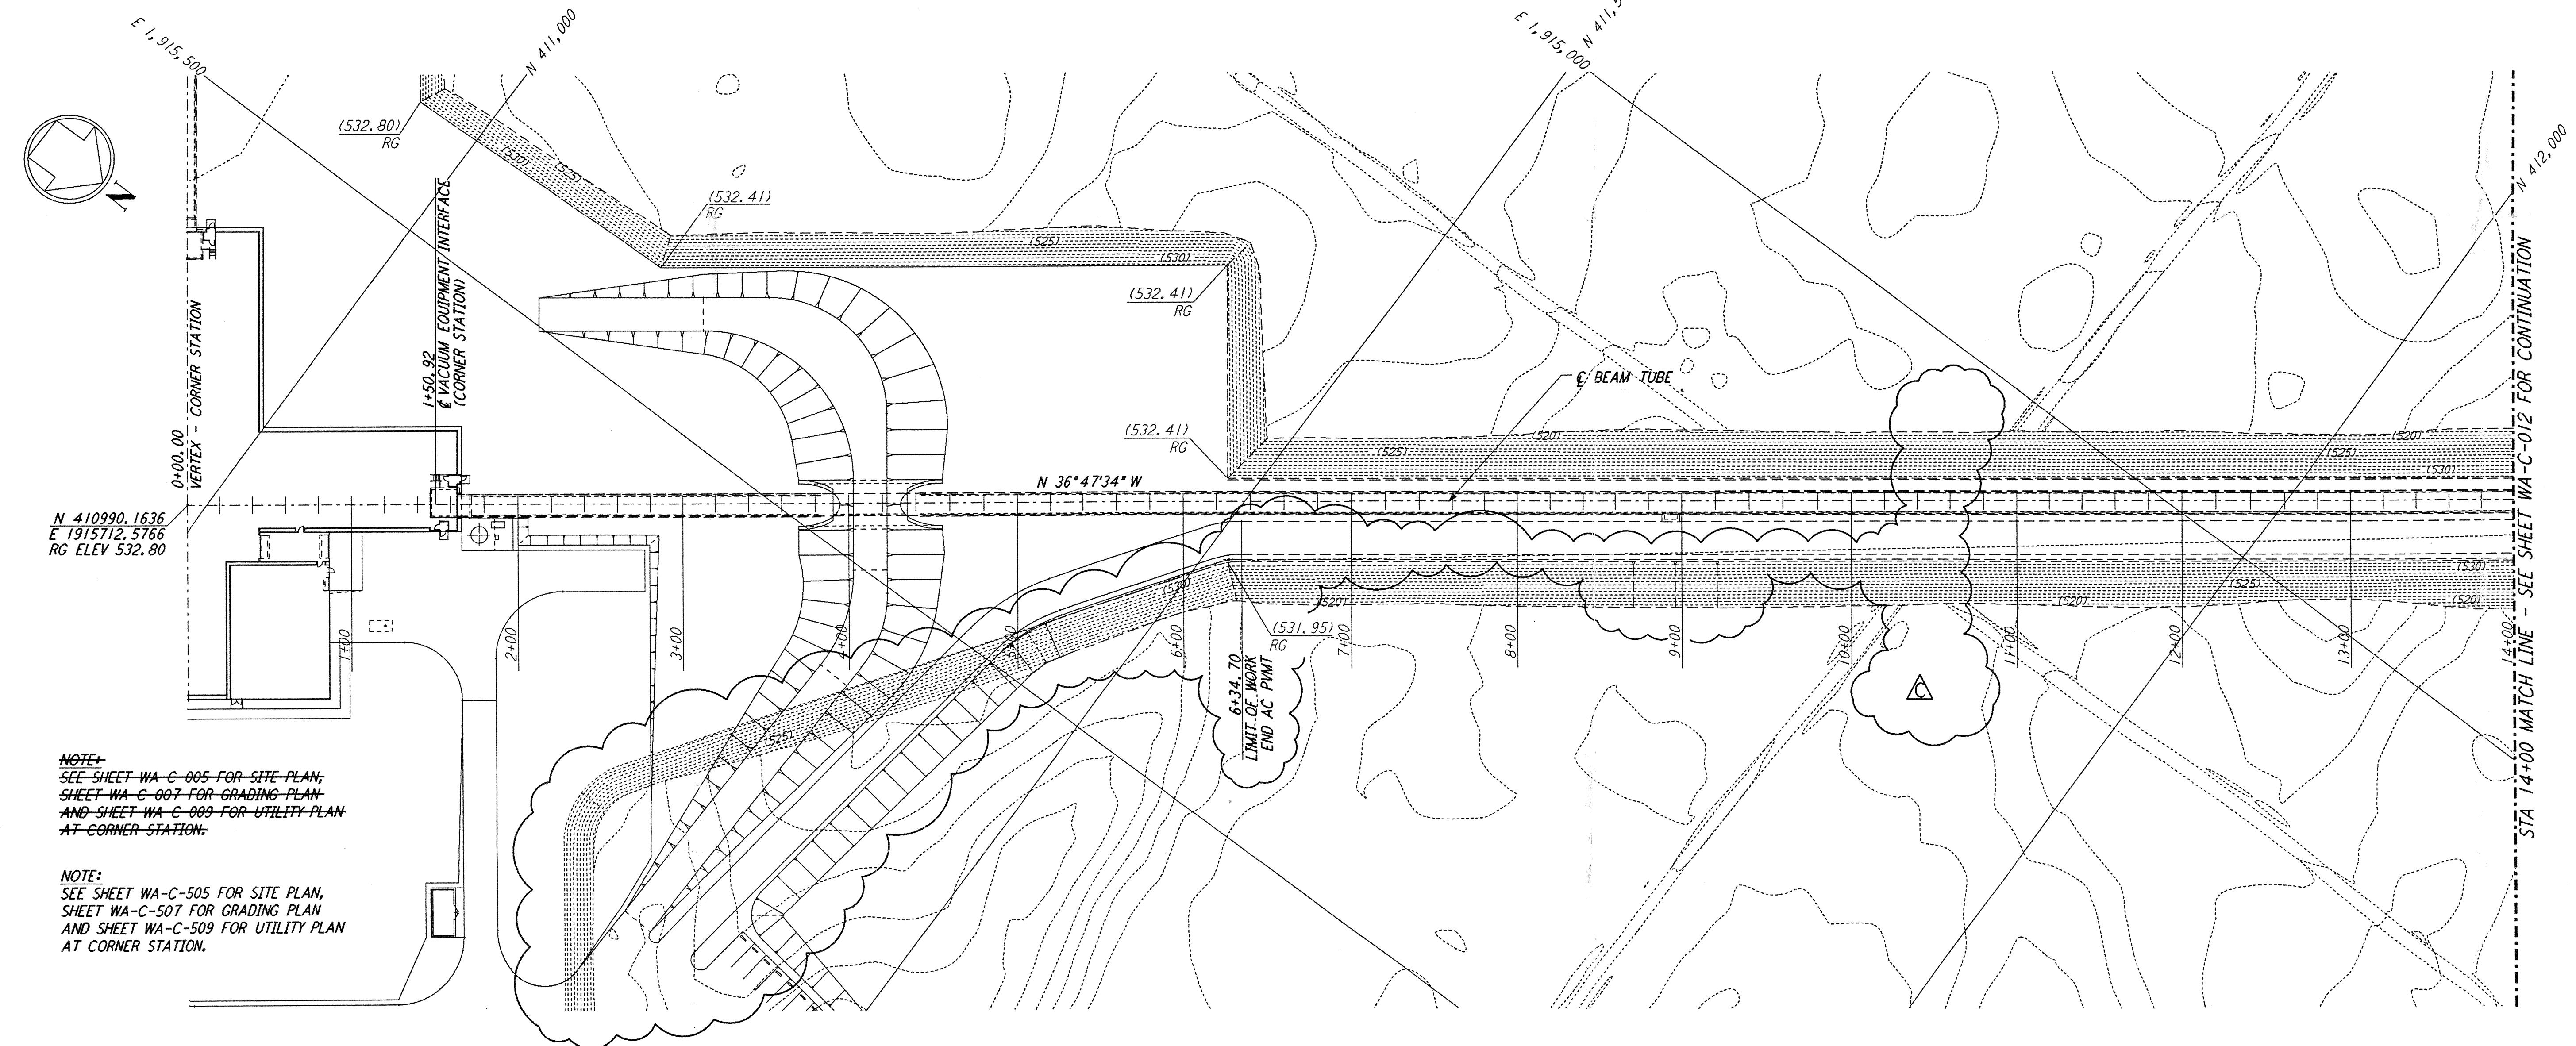 E 1,915,500
N 411,000
E 1,915,000
N 412,000
(532.80)
RG
(530)
(525)
(532.41)
RG
(525)
(530)
(532.41)
RG
(532.41)
RG
N
1+50.92
℄ VACUUM EQUIPMENT/INTERFACE
(CORNER STATION)
0+00.00
VERTEX - CORNER STATION
N 410990.1636
E 1915712.5766
RG ELEV 532.80
N 36°47'34" W
℄ BEAM TUBE
(520)
(525)
(520)
(525)
(530)
(530)
(520)
(520)
(525)
(530)
(520)
(531.95)
RG
6+34.70
LIMIT OF WORK
END AC PVMT
(525)
1+00
2+00
3+00
6+00
7+00
8+00
9+00
10+00
11+00
12+00
13+00
14+00
C
STA 14+00 MATCH LINE - SEE SHEET WA-C-012 FOR CONTINUATION
NOTE:
SEE SHEET WA-C-005 FOR SITE PLAN,
SHEET WA-C-007 FOR GRADING PLAN
AND SHEET WA-C-009 FOR UTILITY PLAN
AT CORNER STATION.
NOTE:
SEE SHEET WA-C-505 FOR SITE PLAN,
SHEET WA-C-507 FOR GRADING PLAN
AND SHEET WA-C-509 FOR UTILITY PLAN
AT CORNER STATION.